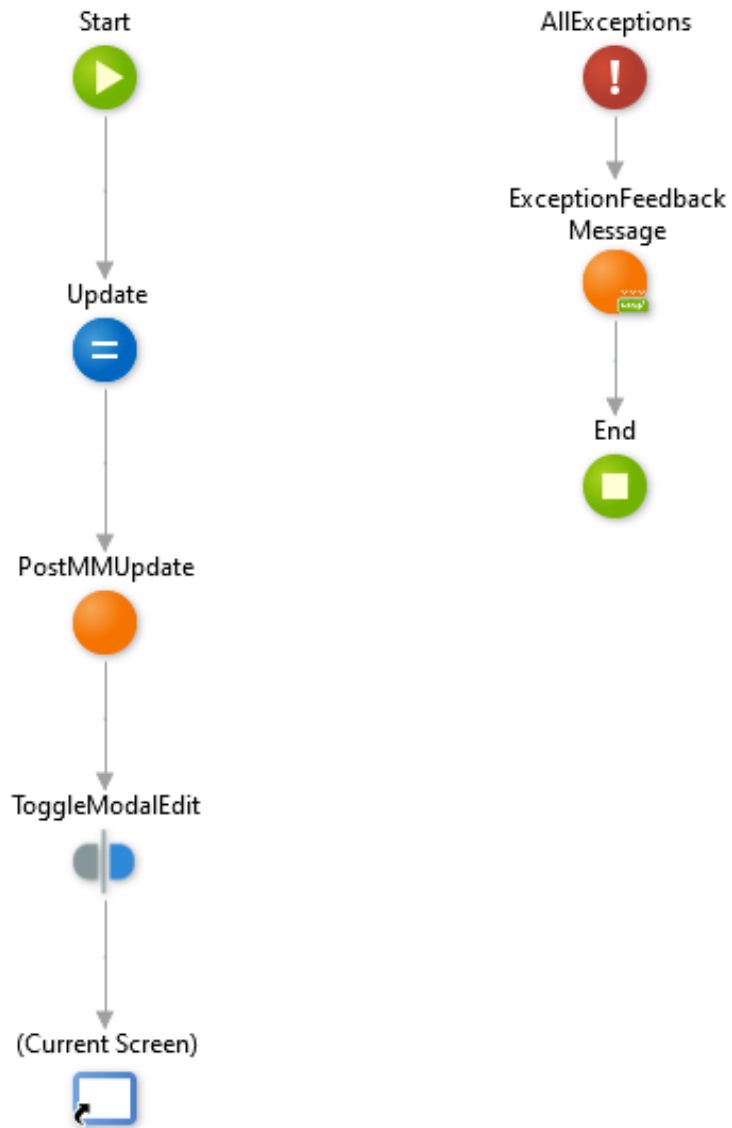 Start
Update
PostMMUpdate
ToggleModalEdit
(Current Screen)
AllExceptions
ExceptionFeedback
Message
End